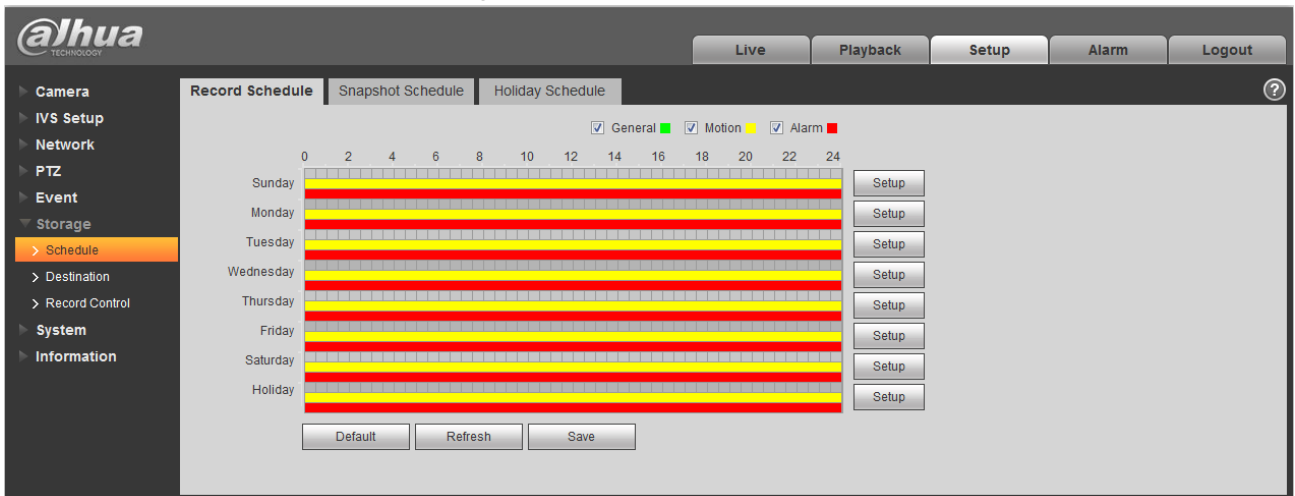 alhua
TECHNOLOGY
Live Playback Setup Alarm Logout
Camera
IVS Setup
Network
PTZ
Event
Storage
Schedule
Destination
Record Control
System
Information
Record Schedule Snapshot Schedule Holiday Schedule ?
General Motion Alarm
0 2 4 6 8 10 12 14 16 18 20 22 24
Sunday Setup
Monday Setup
Tuesday Setup
Wednesday Setup
Thursday Setup
Friday Setup
Saturday Setup
Holiday Setup
Default Refresh Save